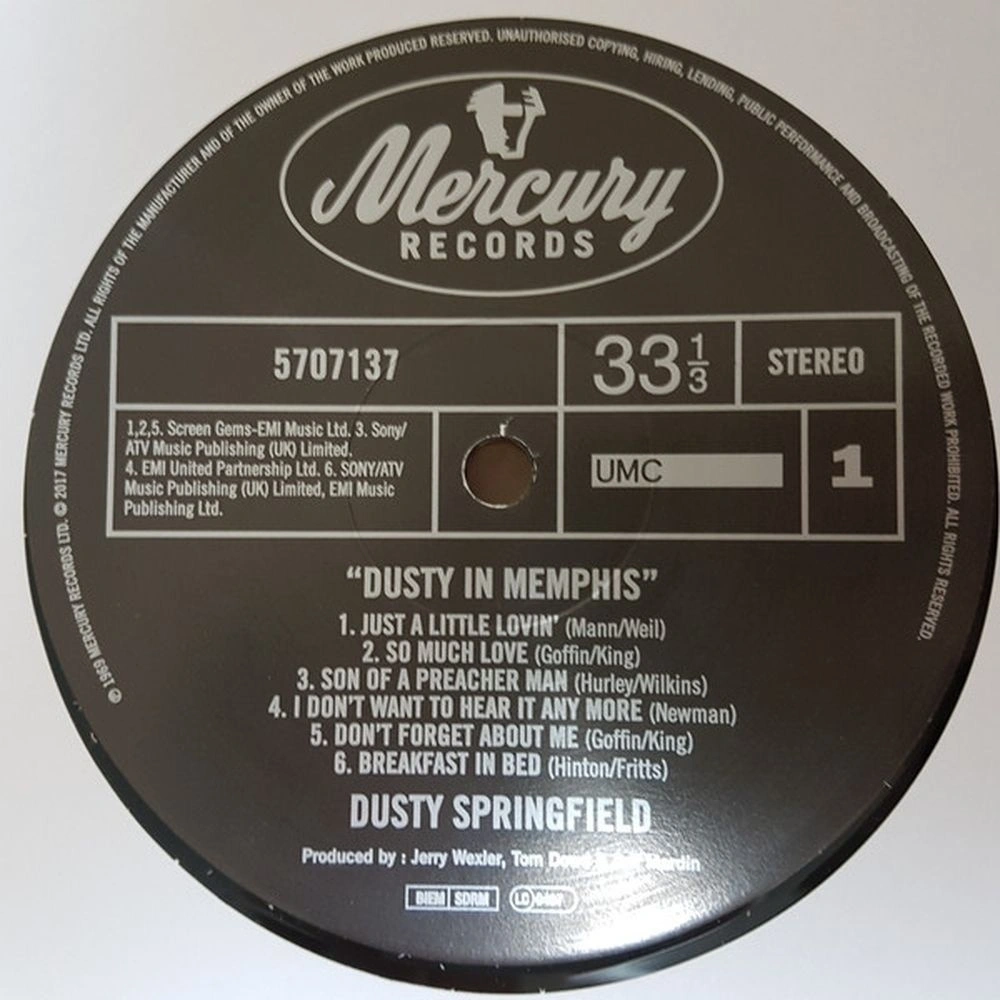 ℗ 1969 MERCURY RECORDS LTD. © 2017 MERCURY RECORDS LTD. ALL RIGHTS OF THE MANUFACTURER AND OF THE OWNER OF THE WORK PRODUCED RESERVED. UNAUTHORISED COPYING, HIRING, LENDING, PUBLIC PERFORMANCE AND BROADCASTING OF THE RECORDED WORK PROHIBITED. ALL RIGHTS RESERVED.
Mercury
RECORDS
5707137
33 1/3
STEREO
1,2,5. Screen Gems-EMI Music Ltd. 3. Sony/
ATV Music Publishing (UK) Limited.
4. EMI United Partnership Ltd. 6. SONY/ATV
Music Publishing (UK) Limited, EMI Music
Publishing Ltd.
UMC
1
“DUSTY IN MEMPHIS”
1. JUST A LITTLE LOVIN’ (Mann/Weil)
2. SO MUCH LOVE (Goffin/King)
3. SON OF A PREACHER MAN (Hurley/Wilkins)
4. I DON’T WANT TO HEAR IT ANY MORE (Newman)
5. DON’T FORGET ABOUT ME (Goffin/King)
6. BREAKFAST IN BED (Hinton/Fritts)
DUSTY SPRINGFIELD
Produced by : Jerry Wexler, Tom Mardin
BIEM SDRM LC